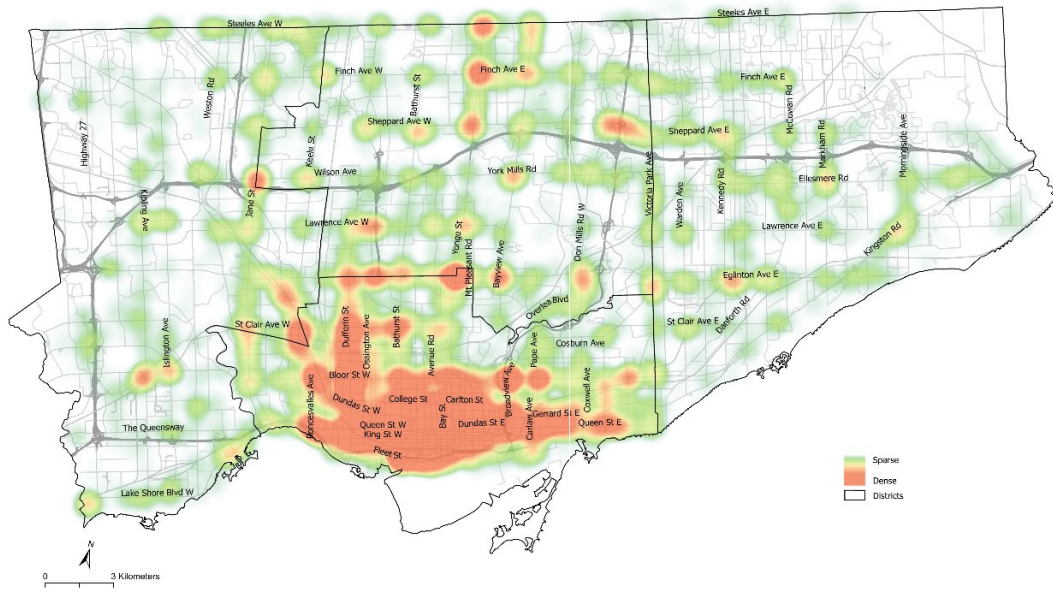 Steeles Ave W
Steeles Ave E
Finch Ave W
Finch Ave E
Finch Ave E
Weston Rd
Bathurst St
McCowan Rd
Highway 27
Sheppard Ave W
Sheppard Ave E
Keele St
Markham Rd
Morningside Ave
Wilson Ave
York Mills Rd
Victoria Park Ave
Ellesmere Rd
Kipling Ave
Jane St
Warden Ave
Kennedy Rd
Lawrence Ave W
Yonge St
Don Mills Rd W
Lawrence Ave E
Kingston Rd
Mt Pleasant Rd
Bayview Ave
Eglinton Ave E
Overlea Blvd
Danforth Rd
St Clair Ave W
Dufferin St
Ossington Ave
Bathurst St
Avenue Rd
St Clair Ave E
Islington Ave
Pape Ave
Cosburn Ave
Bloor St W
Broadview Ave
Coxwell Ave
Roncesvalles Ave
Dundas St W
College St
Carlton St
Bay St
Gerrard St E
Queen St W
Dundas St E
Carlaw Ave
Queen St E
The Queensway
King St W
Fleet St
Lake Shore Blvd W
Sparse
Dense
Districts
N
0 3 Kilometers